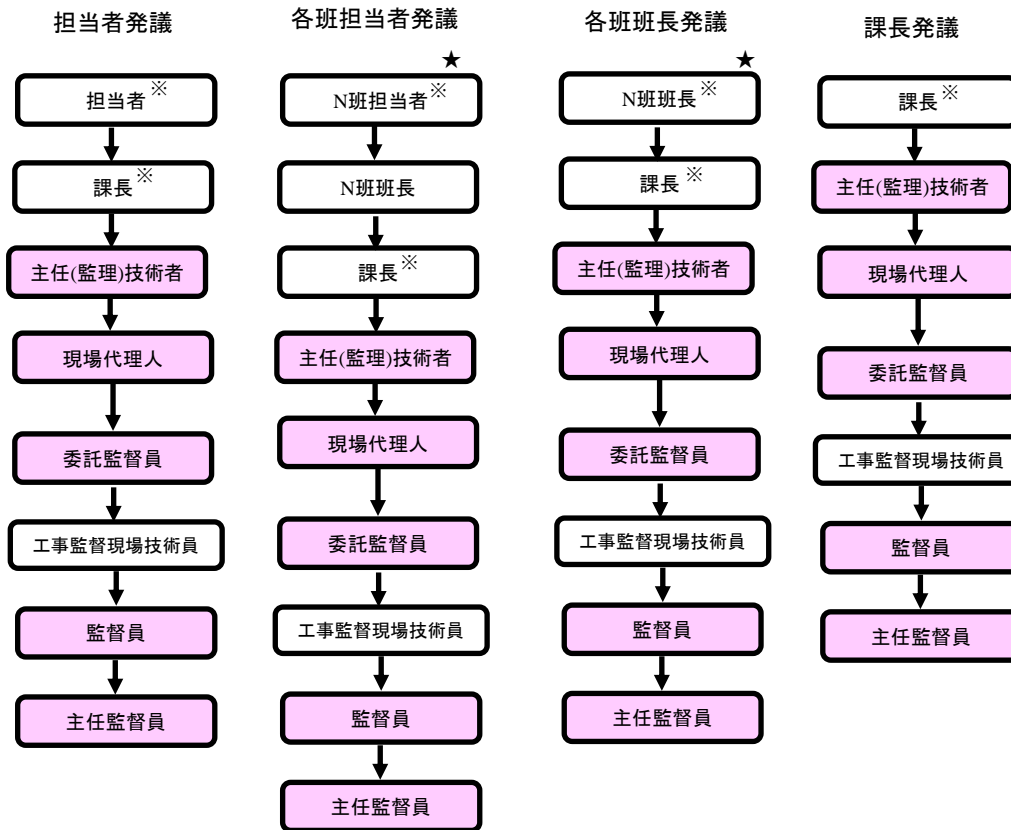 担当者発議
担当者※
課長※
主任(監理)技術者
現場代理人
委託監督員
工事監督現場技術員
監督員
主任監督員
各班担当者発議
★
N班担当者※
N班班長
課長※
主任(監理)技術者
現場代理人
委託監督員
工事監督現場技術員
監督員
主任監督員
各班班長発議
★
N班班長※
課長※
主任(監理)技術者
現場代理人
委託監督員
工事監督現場技術員
監督員
主任監督員
課長発議
課長※
主任(監理)技術者
現場代理人
委託監督員
工事監督現場技術員
監督員
主任監督員